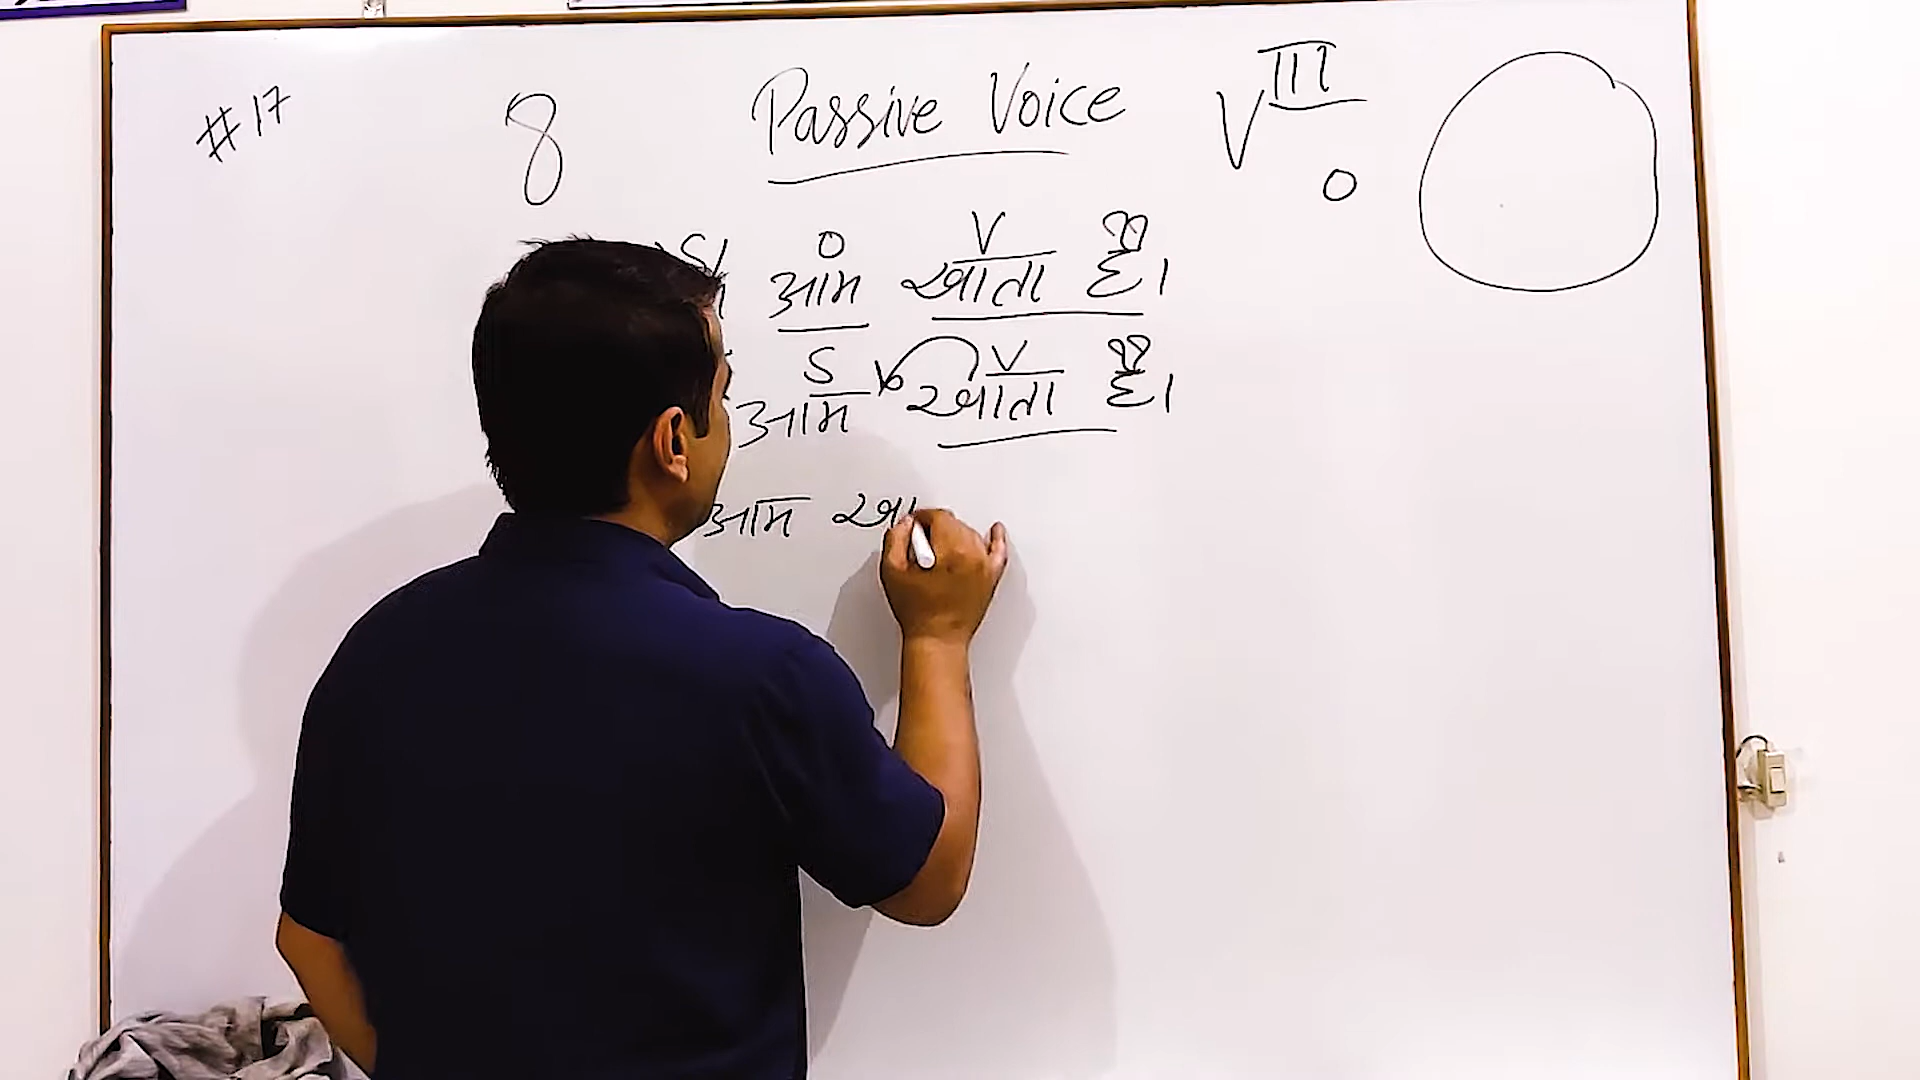 #17 8 Passive Voice V III
O
S O V
आम खाता है।
S V
आम खाता है।
आम खा